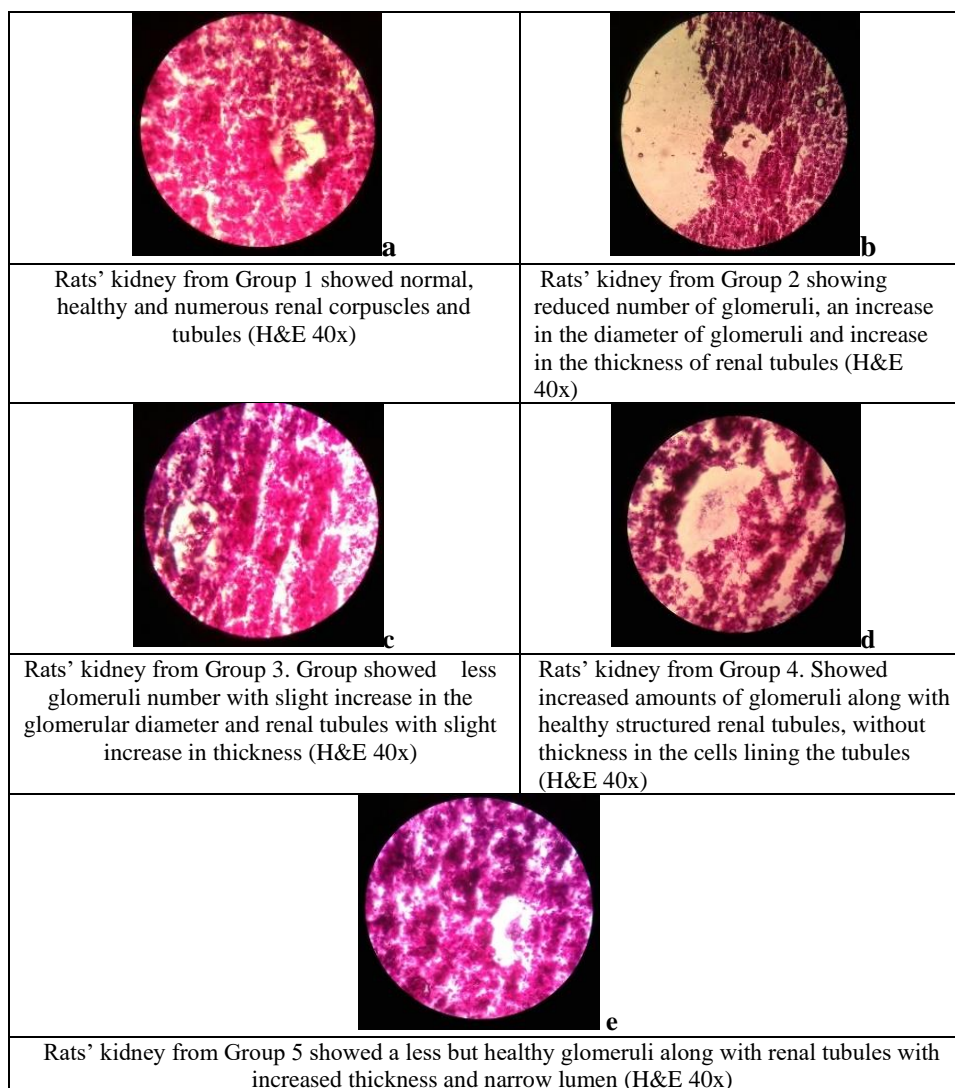 a
b
Rats' kidney from Group 1 showed normal,
healthy and numerous renal corpuscles and
tubules (H&E 40x)
Rats' kidney from Group 2 showing
reduced number of glomeruli, an increase
in the diameter of glomeruli and increase
in the thickness of renal tubules (H&E
40x)
c
d
Rats' kidney from Group 3. Group showed less
glomeruli number with slight increase in the
glomerular diameter and renal tubules with slight
increase in thickness (H&E 40x)
Rats' kidney from Group 4. Showed
increased amounts of glomeruli along with
healthy structured renal tubules, without
thickness in the cells lining the tubules
(H&E 40x)
e
Rats' kidney from Group 5 showed a less but healthy glomeruli along with renal tubules with
increased thickness and narrow lumen (H&E 40x)